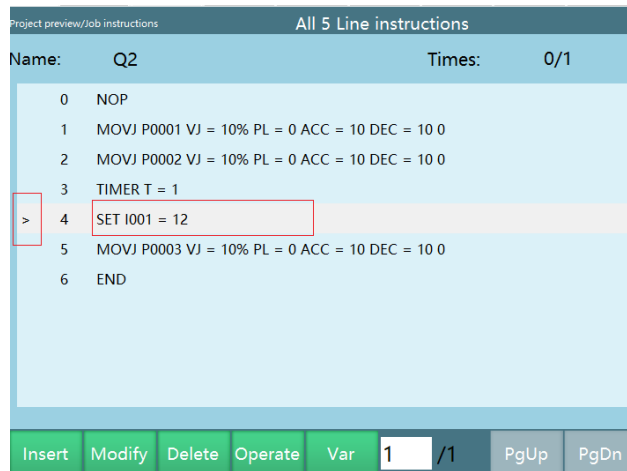 Project preview/Job instructions All 5 Line instructions
Name: Q2 Times: 0/1
0 NOP
1 MOVJ P0001 VJ = 10% PL = 0 ACC = 10 DEC = 10 0
2 MOVJ P0002 VJ = 10% PL = 0 ACC = 10 DEC = 10 0
3 TIMER T = 1
> 4 SET I001 = 12
5 MOVJ P0003 VJ = 10% PL = 0 ACC = 10 DEC = 10 0
6 END
Insert Modify Delete Operate Var 1 /1 PgUp PgDn